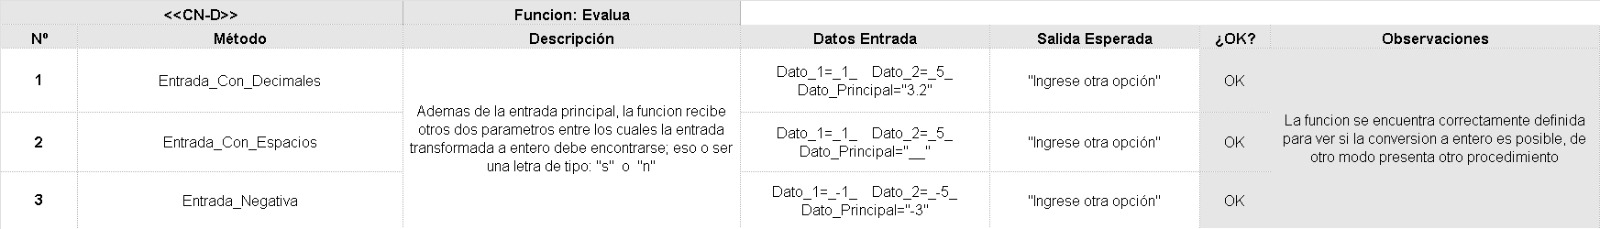 <<CN-D>> Funcion: Evalua
Nº Método Descripción Datos Entrada Salida Esperada ¿OK? Observaciones
1 Entrada_Con_Decimales
Ademas de la entrada principal, la funcion recibe
otros dos parametros entre los cuales la entrada
transformada a entero debe encontrarse; eso o ser
una letra de tipo: "s" o "n"
Dato_1=_1_ Dato_2=_5_
Dato_Principal="3.2"
"Ingrese otra opción" OK
La funcion se encuentra correctamente definida
para ver si la conversion a entero es posible, de
otro modo presenta otro procedimiento
2 Entrada_Con_Espacios
Dato_1=_1_ Dato_2=_5_
Dato_Principal="__"
"Ingrese otra opción" OK
3 Entrada_Negativa
Dato_1=_-1_ Dato_2=_-5_
Dato_Principal="-3"
"Ingrese otra opción" OK